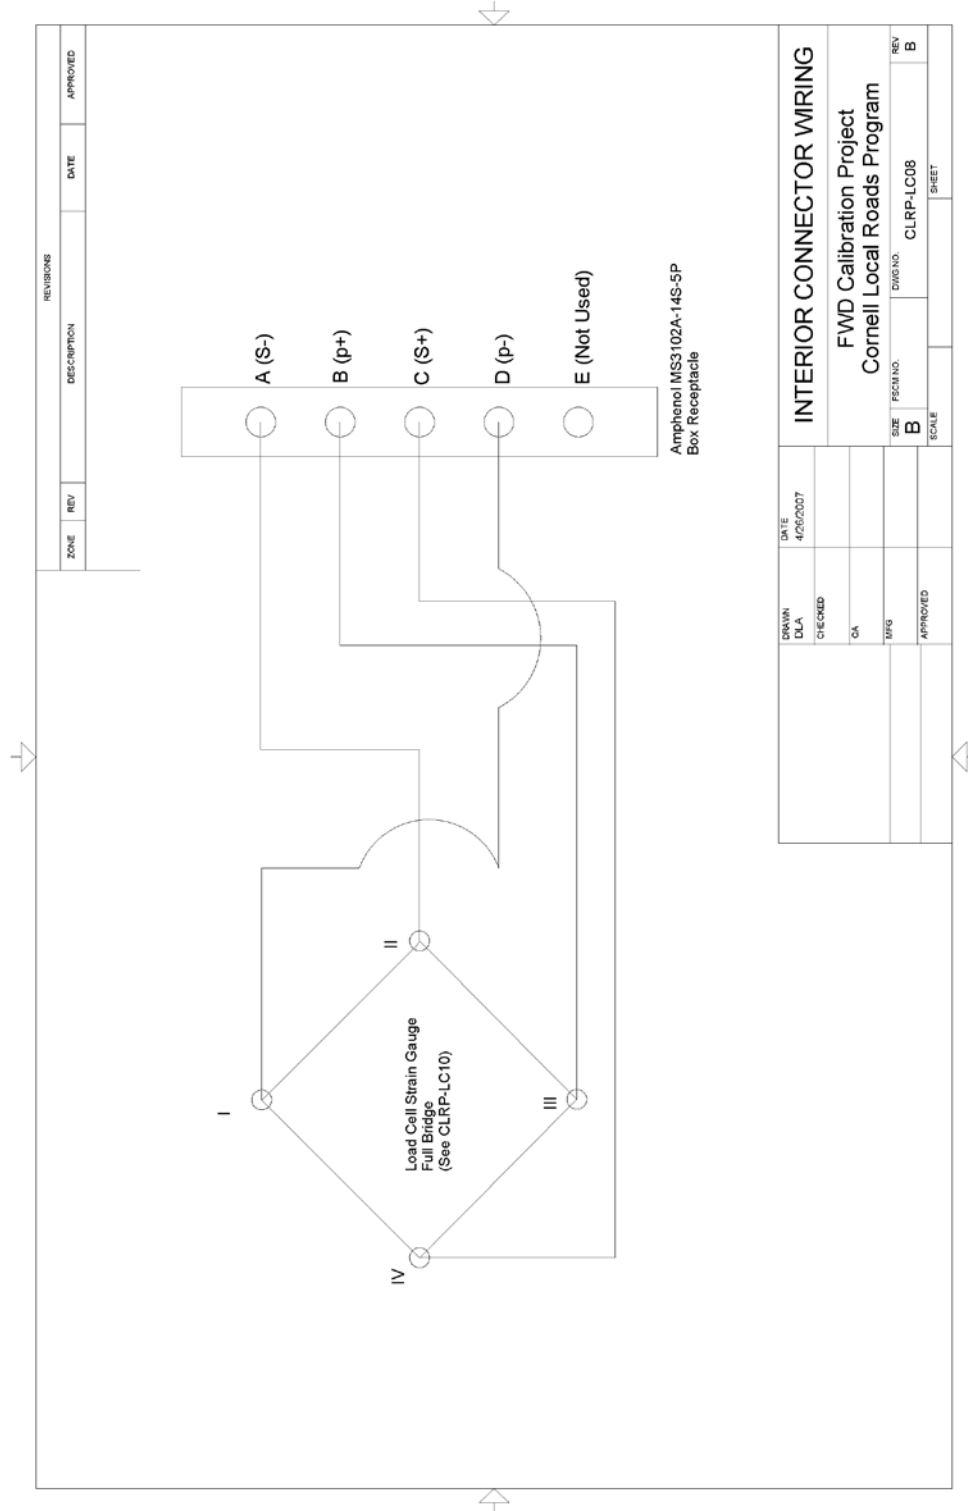 REVISIONS
ZONE REV DESCRIPTION DATE APPROVED
A (S-)
B (p+)
C (S+)
D (p-)
E (Not Used)
Amphenol MS3102A-14S-5P
Box Receptacle
I
II
III
IV
Load Cell Strain Gauge
Full Bridge
(See CLRP-LC10)
DRAWN
DLA
DATE
4/26/2007
CHECKED
QA
MFG
APPROVED
INTERIOR CONNECTOR WIRING
FWD Calibration Project
Cornell Local Roads Program
SIZE
B
FSCM NO.
DWG NO.
CLRP-LC08
REV
B
SCALE
SHEET